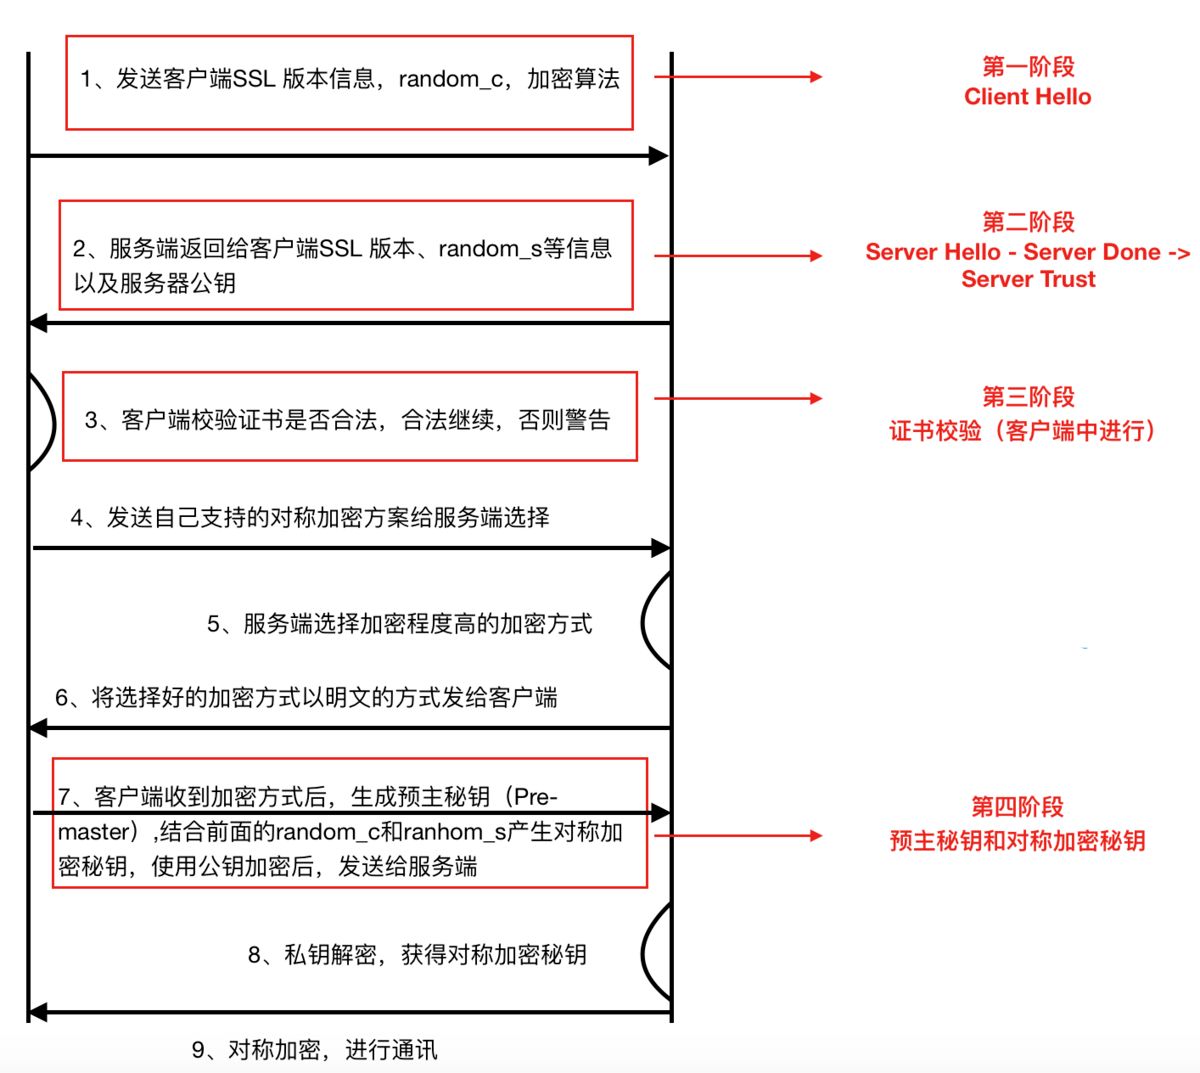 1、发送客户端SSL 版本信息，random_c，加密算法
第一阶段
Client Hello
2、服务端返回给客户端SSL 版本、random_s等信息
以及服务器公钥
第二阶段
Server Hello - Server Done ->
Server Trust
3、客户端校验证书是否合法，合法继续，否则警告
第三阶段
证书校验（客户端中进行）
4、发送自己支持的对称加密方案给服务端选择
5、服务端选择加密程度高的加密方式
6、将选择好的加密方式以明文的方式发给客户端
7、客户端收到加密方式后，生成预主秘钥（Pre-
master）,结合前面的random_c和ranhom_s产生对称加
密秘钥，使用公钥加密后，发送给服务端
第四阶段
预主秘钥和对称加密秘钥
8、私钥解密，获得对称加密秘钥
9、对称加密，进行通讯